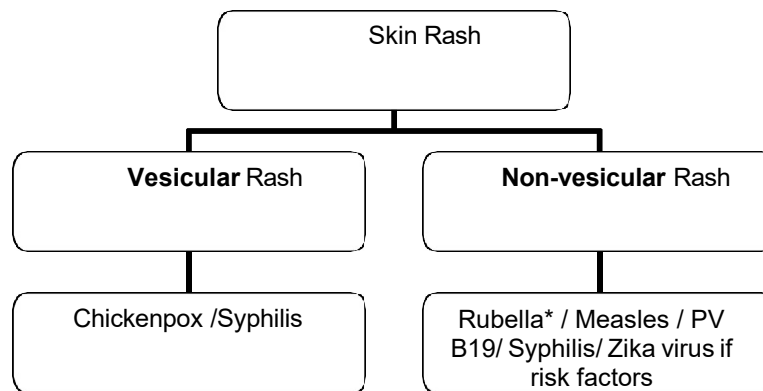 Skin Rash
Vesicular Rash
Non-vesicular Rash
Chickenpox /Syphilis
Rubella* / Measles / PV
B19/ Syphilis/ Zika virus if
risk factors